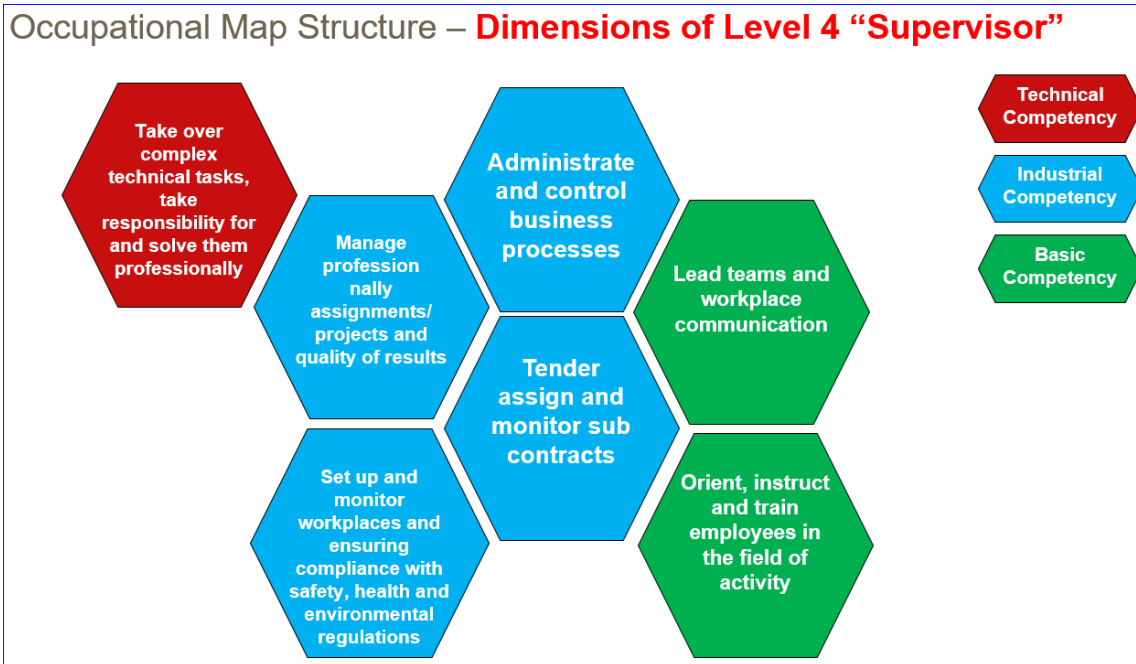 Occupational Map Structure – Dimensions of Level 4 “Supervisor”
Take over
complex
technical tasks,
take
responsibility for
and solve them
professionally
Manage
profession
nally
assignments/
projects and
quality of results
Administrate
and control
business
processes
Lead teams and
workplace
communication
Tender
assign and
monitor sub
contracts
Set up and
monitor
workplaces and
ensuring
compliance with
safety, health and
environmental
regulations
Orient, instruct
and train
employees in
the field of
activity
Technical
Competency
Industrial
Competency
Basic
Competency